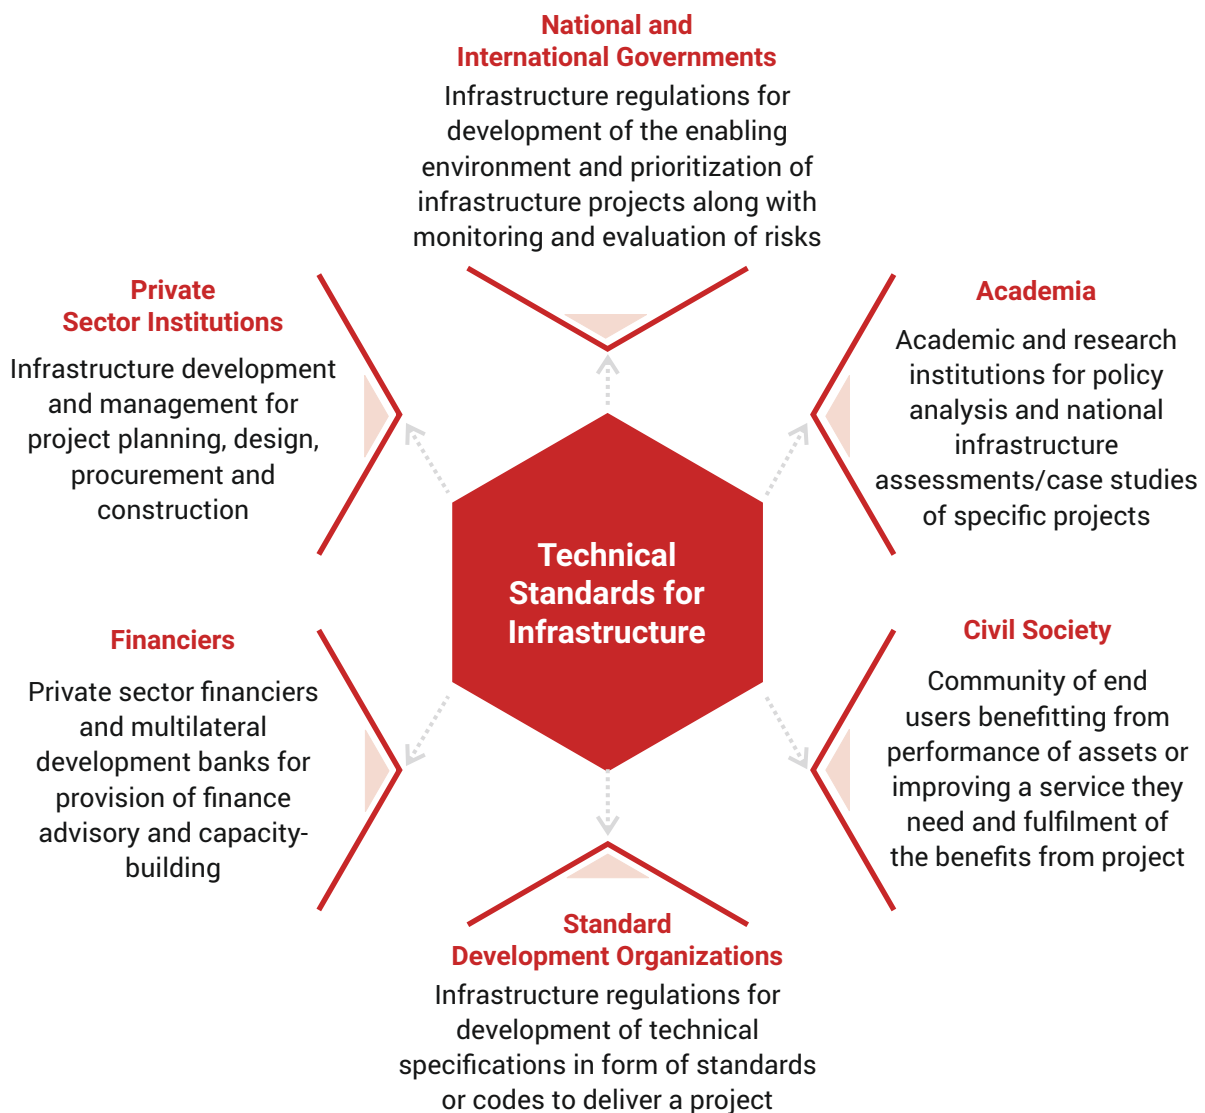 National and
International Governments
Infrastructure regulations for
development of the enabling
environment and prioritization of
infrastructure projects along with
monitoring and evaluation of risks
Private
Sector Institutions
Infrastructure development
and management for
project planning, design,
procurement and
construction
Academia
Academic and research
institutions for policy
analysis and national
infrastructure
assessments/case studies
of specific projects
Technical
Standards for
Infrastructure
Financiers
Private sector financiers
and multilateral
development banks for
provision of finance
advisory and capacity-
building
Civil Society
Community of end
users benefitting from
performance of assets or
improving a service they
need and fulfilment of
the benefits from project
Standard
Development Organizations
Infrastructure regulations for
development of technical
specifications in form of standards
or codes to deliver a project